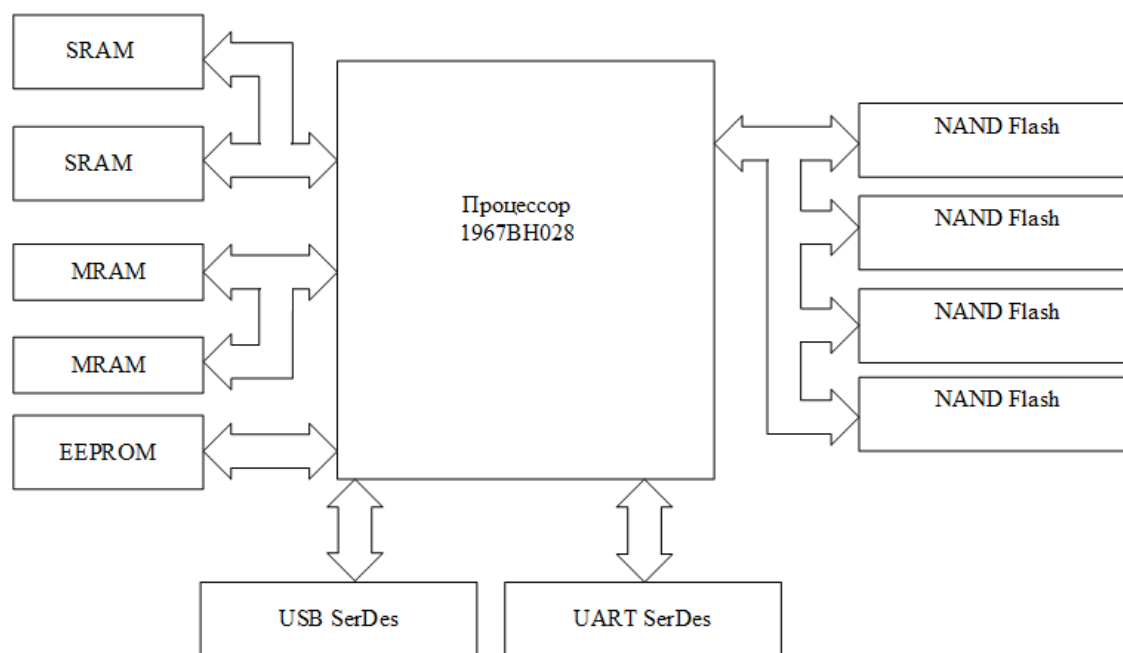 SRAM
SRAM
MRAM
MRAM
EEPROM
Процессор
1967ВН028
NAND Flash
NAND Flash
NAND Flash
NAND Flash
USB SerDes
UART SerDes